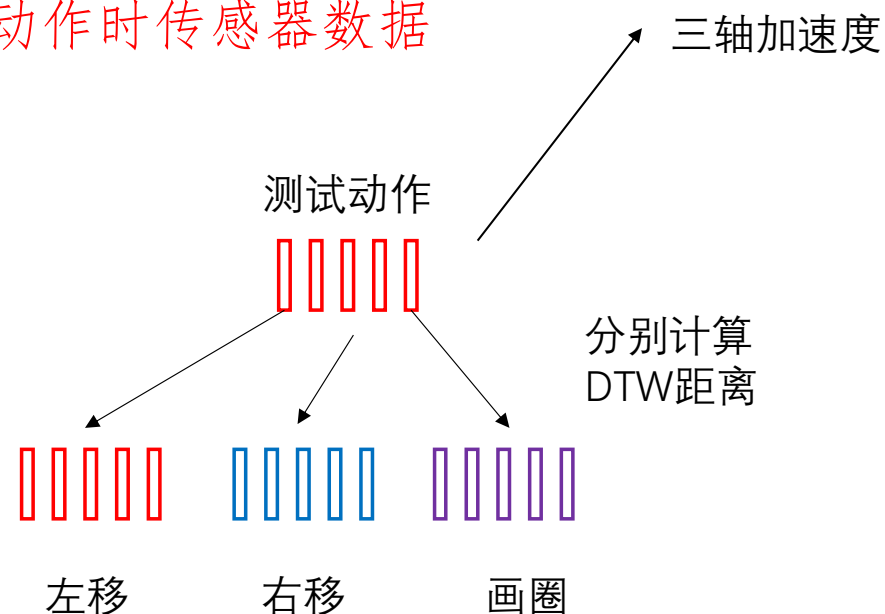 动作时传感器数据
三轴加速度
测试动作
分别计算
DTW距离
左移
右移
画圈